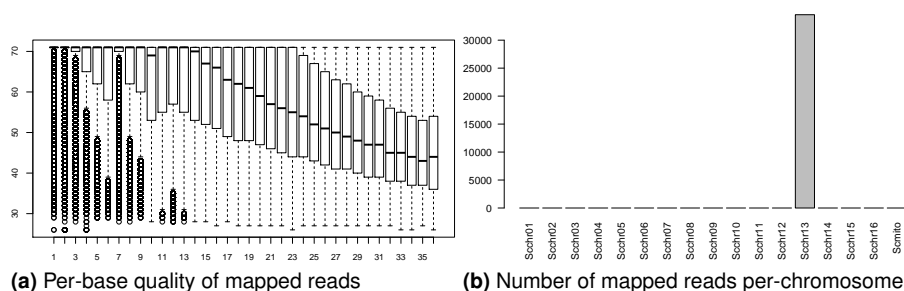 70
60
50
40
30
1 3 5 7 9 11 13 15 17 19 21 23 25 27 29 31 33 35
(a) Per-base quality of mapped reads
30000
25000
20000
15000
10000
5000
0
Scchr01
Scchr02
Scchr03
Scchr04
Scchr05
Scchr06
Scchr07
Scchr08
Scchr09
Scchr10
Scchr11
Scchr12
Scchr13
Scchr14
Scchr15
Scchr16
Scmito
(b) Number of mapped reads per-chromosome